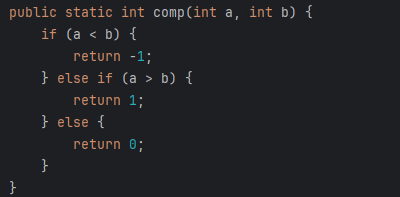 public static int comp(int a, int b) {
    if (a < b) {
        return -1;
    } else if (a > b) {
        return 1;
    } else {
        return 0;
    }
}